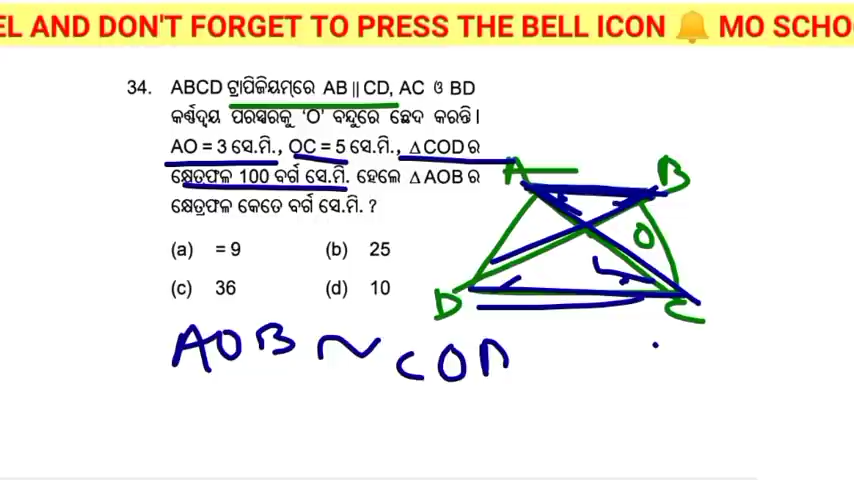 EL AND DON'T FORGET TO PRESS THE BELL ICON 🔔 MO SCHO
34. ABCD ଟ୍ରାପିଜିୟମ୍‌ରେ AB || CD, AC ଓ BD
କର୍ଣ୍ଣଦ୍ୱୟ ପରସ୍ପରକୁ 'O' ବିନ୍ଦୁରେ ଛେଦ କରନ୍ତି।
AO = 3 ସେ.ମି., OC = 5 ସେ.ମି., △ CODର
କ୍ଷେତ୍ରଫଳ 100 ବର୍ଗ ସେ.ମି. ହେଲେ △ AOBର
କ୍ଷେତ୍ରଫଳ କେତେ ବର୍ଗ ସେ.ମି. ?
(a) = 9 (b) 25
(c) 36 (d) 10
A B
O
D C
AOB ~ COD